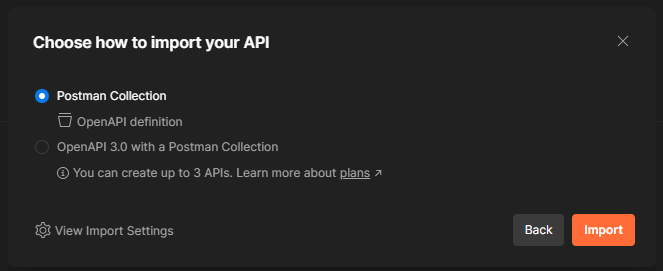 Choose how to import your API
Postman Collection
OpenAPI definition
OpenAPI 3.0 with a Postman Collection
You can create up to 3 APIs. Learn more about plans ↗
View Import Settings
Back
Import